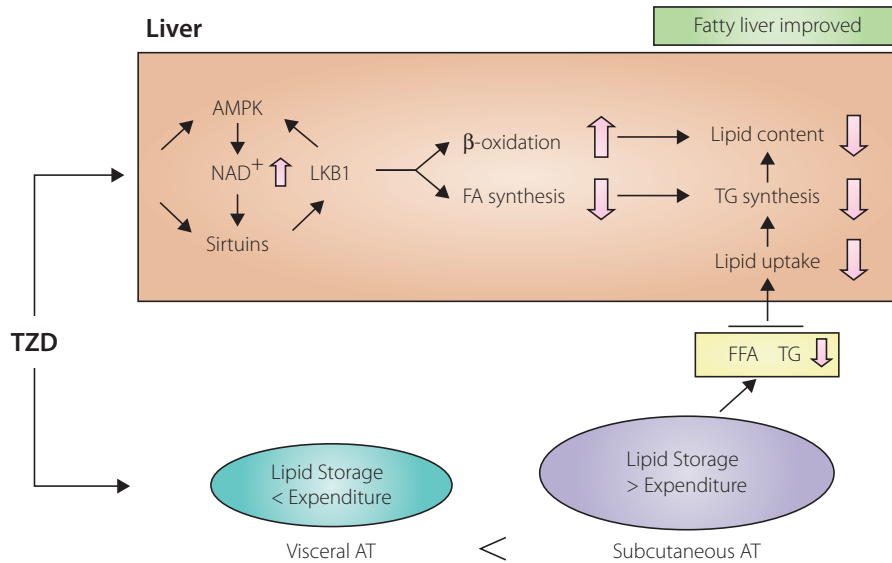 Liver
Fatty liver improved
AMPK
NAD+
LKB1
Sirtuins
β-oxidation
FA synthesis
Lipid content
TG synthesis
Lipid uptake
TZD
FFA TG
Lipid Storage
< Expenditure
Lipid Storage
> Expenditure
Visceral AT
<
Subcutaneous AT